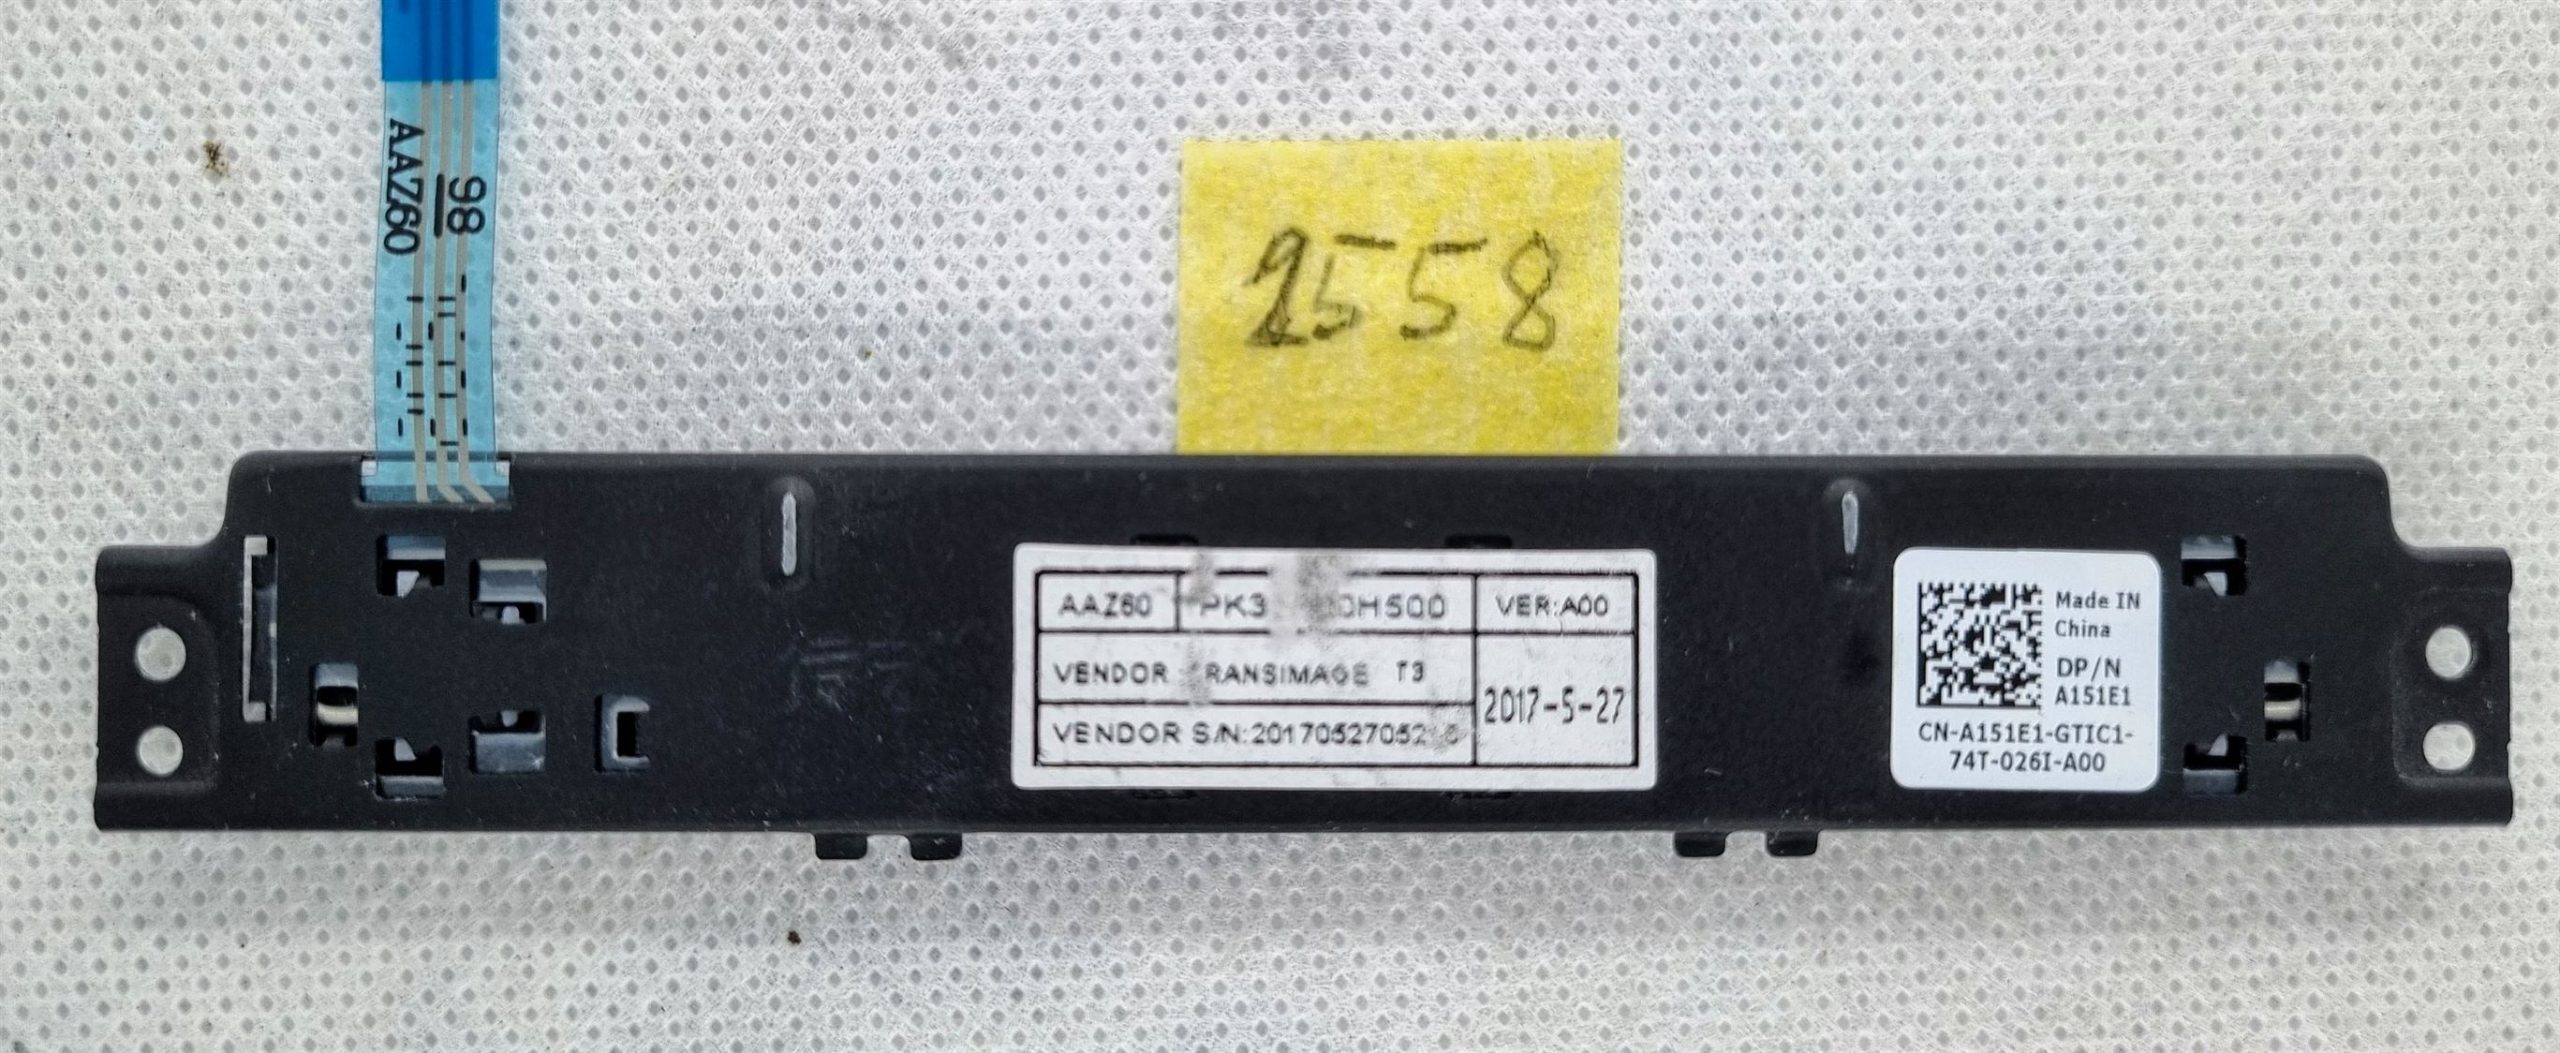 AAZ60
98
2558
AAZ60 VER:A00
VENDOR T3
2017-5-27
VENDOR
Made IN
China
DP/N
A151E1
CN-A151E1-GTIC1-
74T-026I-A00